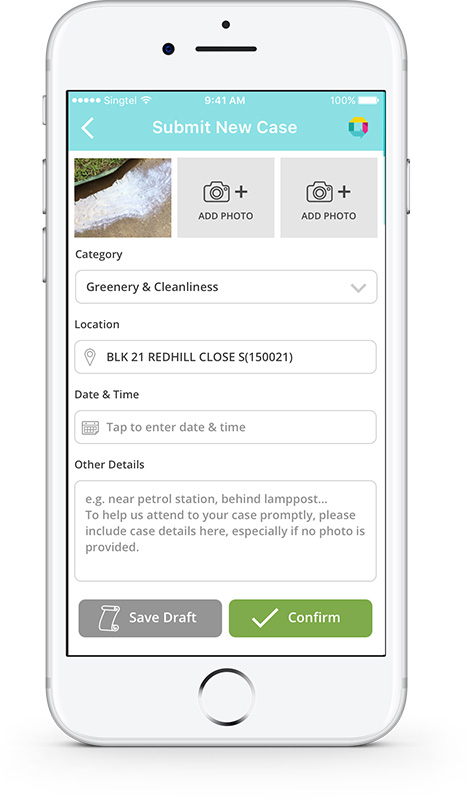 Singtel 9:41 AM 100%
Submit New Case
ADD PHOTO ADD PHOTO
Category
Greenery & Cleanliness
Location
BLK 21 REDHILL CLOSE S(150021)
Date & Time
Tap to enter date & time
Other Details
e.g. near petrol station, behind lamppost...
To help us attend to your case promptly, please
include case details here, especially if no photo is
provided.
Save Draft Confirm